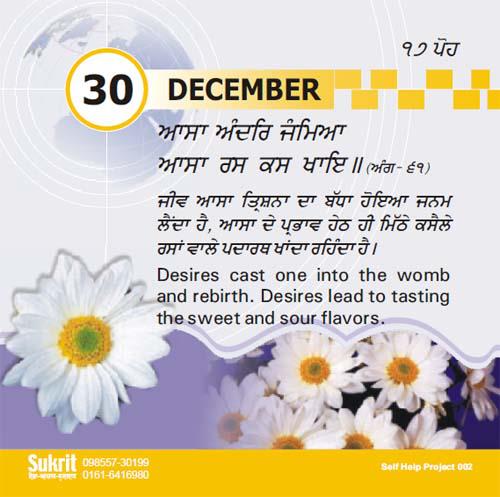 ੧੭ ਪੋਹ
30 DECEMBER
ਆਸਾ ਅੰਦਰਿ ਜੰਮਿਆ
ਆਸਾ ਰਸ ਕਸ ਖਾਇ॥ (ਅੰਗ- ੬੧)
ਜੀਵ ਆਸਾ ਤ੍ਰਿਸ਼ਨਾ ਦਾ ਬੱਧਾ ਹੋਇਆ ਜਨਮ
ਲੈਂਦਾ ਹੈ, ਆਸਾ ਦੇ ਪ੍ਰਭਾਵ ਹੇਠ ਹੀ ਮਿੱਠੇ ਕਸੈਲੇ
ਰਸਾਂ ਵਾਲੇ ਪਦਾਰਥ ਖਾਂਦਾ ਰਹਿੰਦਾ ਹੈ।
Desires cast one into the womb
and rebirth. Desires lead to tasting
the sweet and sour flavors.
Sukrit 098557-30199
0161-6416980
Self Help Project 002